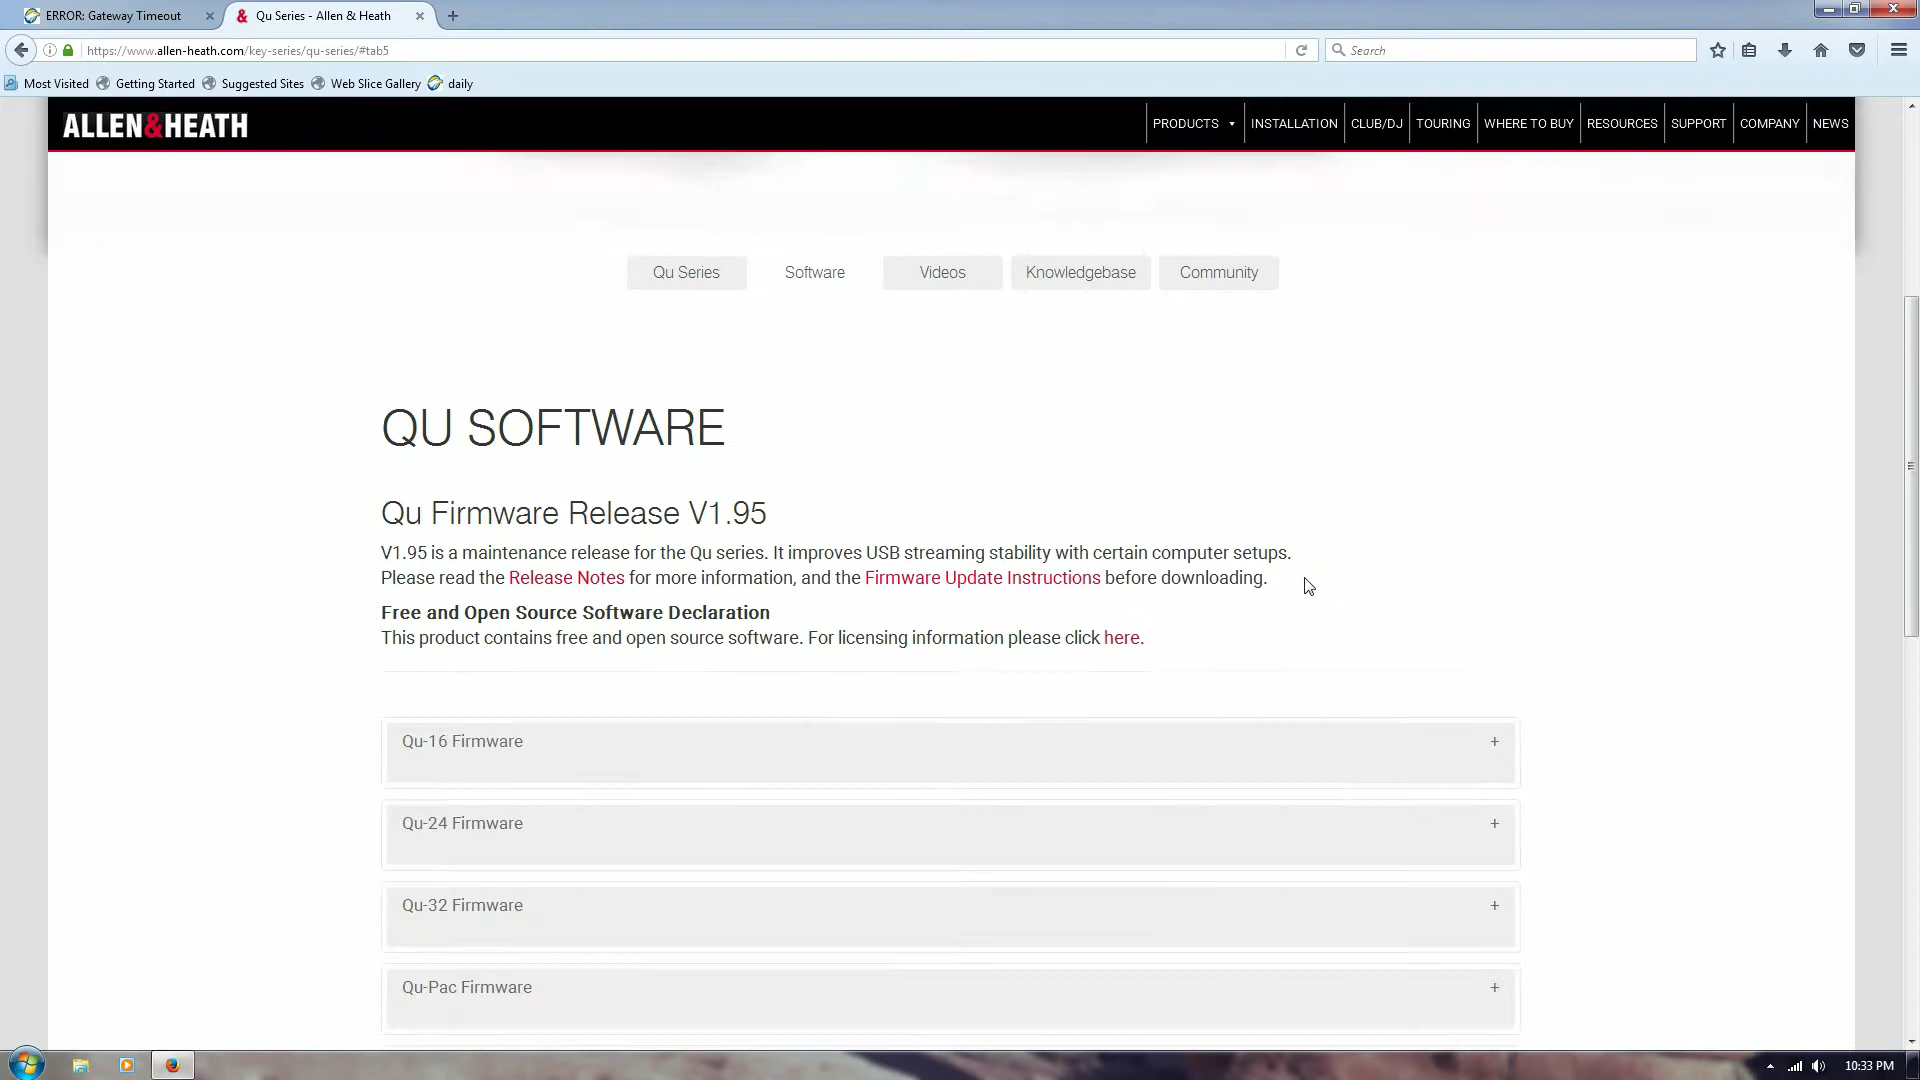 ERROR: Gateway Timeout
Qu Series - Allen & Heath
https://www.allen-heath.com/key-series/qu-series/#tab5
Search
Most Visited
Getting Started
Suggested Sites
Web Slice Gallery
daily
ALLEN&HEATH
PRODUCTS
INSTALLATION
CLUB/DJ
TOURING
WHERE TO BUY
RESOURCES
SUPPORT
COMPANY
NEWS
Qu Series
Software
Videos
Knowledgebase
Community
QU SOFTWARE
Qu Firmware Release V1.95
V1.95 is a maintenance release for the Qu series. It improves USB streaming stability with certain computer setups.
Please read the Release Notes for more information, and the Firmware Update Instructions before downloading.
Free and Open Source Software Declaration
This product contains free and open source software. For licensing information please click here.
Qu-16 Firmware +
Qu-24 Firmware +
Qu-32 Firmware +
Qu-Pac Firmware +
10:33 PM